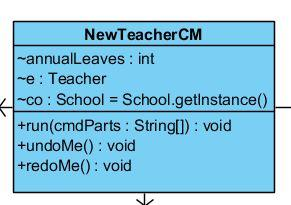 NewTeacherCM
~annualLeaves : int
~e : Teacher
~co : School = School.getInstance()
+run(cmdParts : String[]) : void
+undoMe() : void
+redoMe() : void